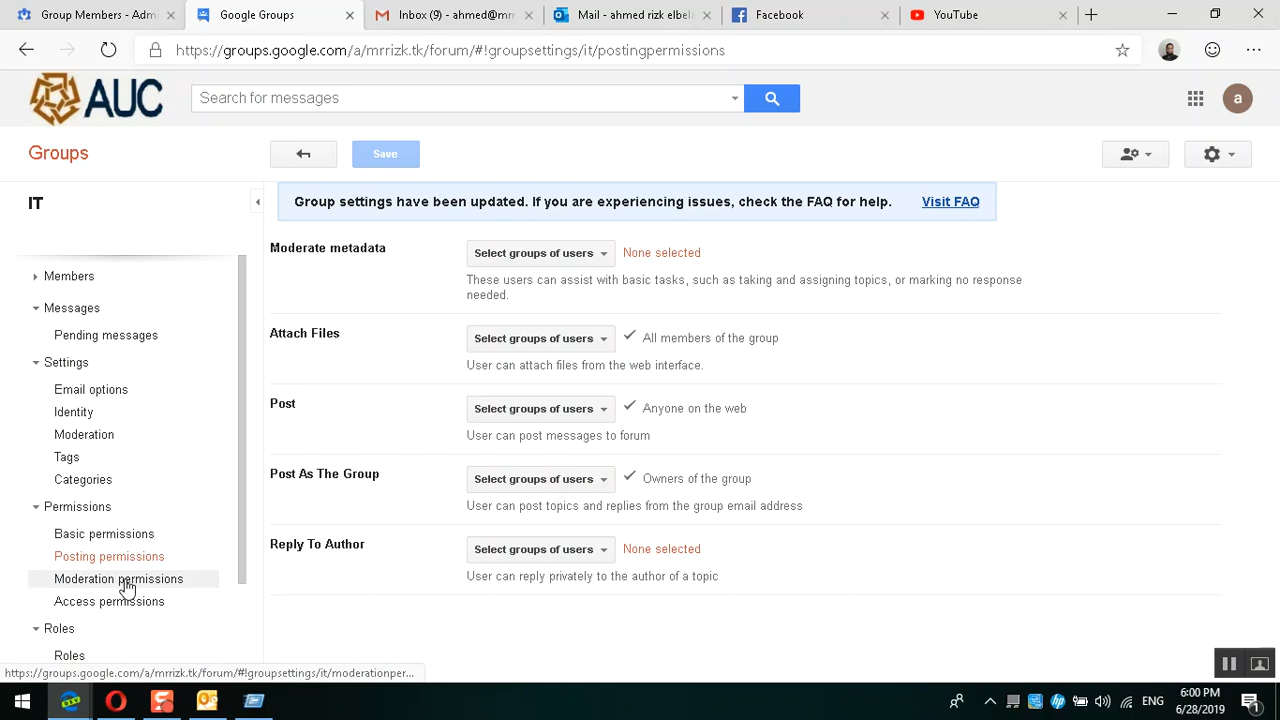 Group Members - Adm
Google Groups
Inbox (9) - ahmed@mr
Mail - ahmed rizk elbela
Facebook
YouTube
https://groups.google.com/a/mrrizk.tk/forum/#!groupsettings/it/postingpermissions
AUC
Search for messages
a
Groups
Save
IT
Group settings have been updated. If you are experiencing issues, check the FAQ for help. Visit FAQ
Members
Messages
Pending messages
Settings
Email options
Identity
Moderation
Tags
Categories
Permissions
Basic permissions
Posting permissions
Moderation permissions
Access permissions
Roles
Roles
Moderate metadata
Select groups of users
None selected
These users can assist with basic tasks, such as taking and assigning topics, or marking no response
needed.
Attach Files
Select groups of users
All members of the group
User can attach files from the web interface.
Post
Select groups of users
Anyone on the web
User can post messages to forum
Post As The Group
Select groups of users
Owners of the group
User can post topics and replies from the group email address
Reply To Author
Select groups of users
None selected
User can reply privately to the author of a topic
https://groups.google.com/a/mrrizk.tk/forum/#!groupsettings/it/moderationper...
ENG
6:00 PM
6/28/2019
1